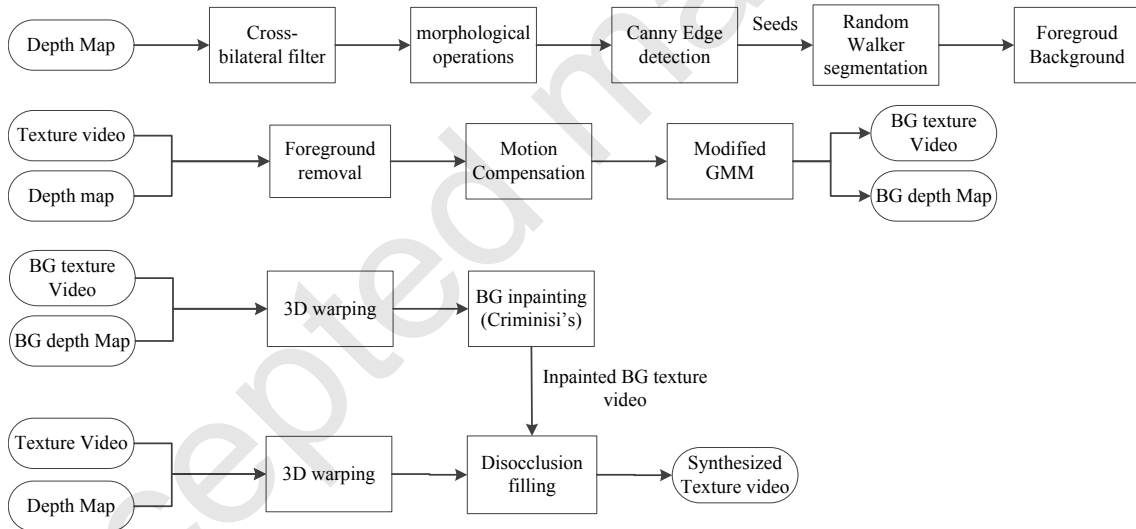 Depth Map
Cross-
bilateral filter
morphological
operations
Canny Edge
detection
Seeds
Random
Walker
segmentation
Foregroud
Background
Texture video
Depth map
Foreground
removal
Motion
Compensation
Modified
GMM
BG texture
Video
BG depth Map
BG texture
Video
BG depth Map
3D warping
BG inpainting
(Criminisi's)
Inpainted BG texture
video
Texture Video
Depth Map
3D warping
Disocclusion
filling
Synthesized
Texture video
cepted ma